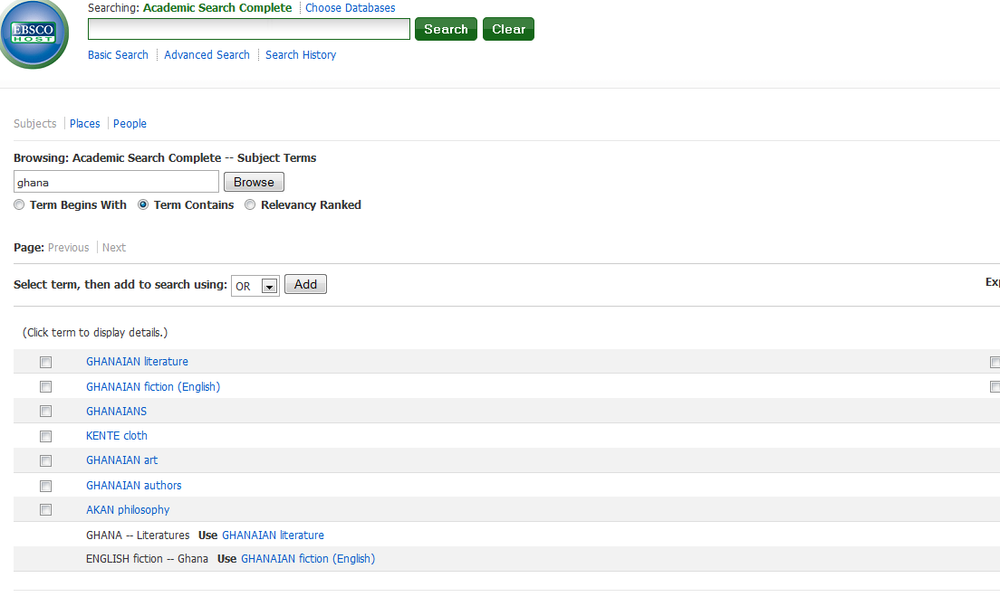 Searching: Academic Search Complete Choose Databases
EBSCO
HOST
Search Clear
Basic Search Advanced Search Search History
Subjects Places People
Browsing: Academic Search Complete -- Subject Terms
ghana Browse
Term Begins With Term Contains Relevancy Ranked
Page: Previous Next
Select term, then add to search using: OR Add Exp
(Click term to display details.)
GHANAIAN literature
GHANAIAN fiction (English)
GHANAIANS
KENTE cloth
GHANAIAN art
GHANAIAN authors
AKAN philosophy
GHANA -- Literatures Use GHANAIAN literature
ENGLISH fiction -- Ghana Use GHANAIAN fiction (English)